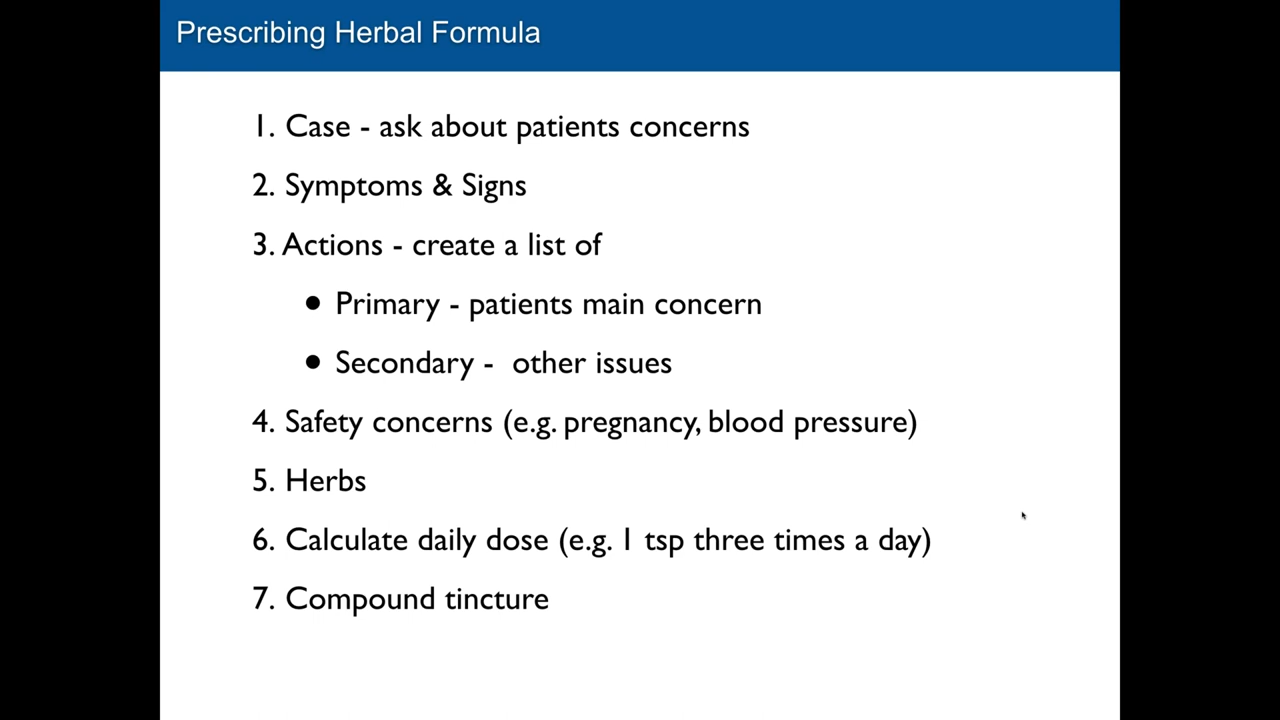 Prescribing Herbal Formula
1. Case - ask about patients concerns
2. Symptoms & Signs
3. Actions - create a list of
• Primary - patients main concern
• Secondary - other issues
4. Safety concerns (e.g. pregnancy, blood pressure)
5. Herbs
6. Calculate daily dose (e.g. 1 tsp three times a day)
7. Compound tincture